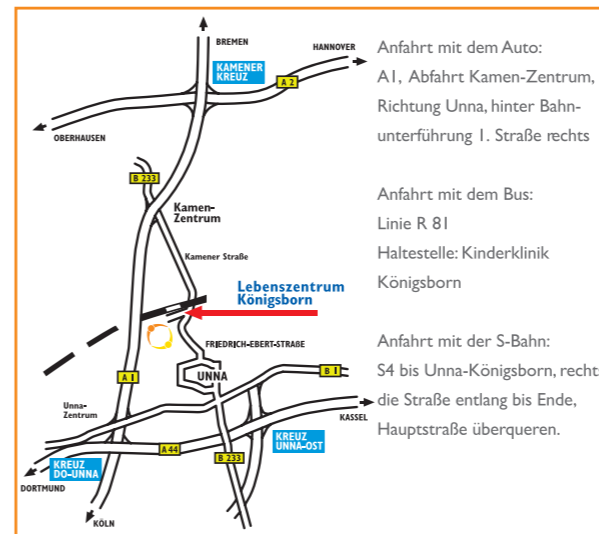 BREMEN
HANNOVER
KAMENER
KREUZ
A 2
OBERHAUSEN
B 233
Kamen-
Zentrum
Kamener Straße
Lebenszentrum
Königsborn
FRIEDRICH-EBERT-STRAßE
UNNA
A 1
B 1
Unna-
Zentrum
KASSEL
A 44
KREUZ
UNNA-OST
B 233
KREUZ
DO-UNNA
DORTMUND
KÖLN
Anfahrt mit dem Auto:
A1, Abfahrt Kamen-Zentrum,
Richtung Unna, hinter Bahn-
unterführung 1. Straße rechts
Anfahrt mit dem Bus:
Linie R 81
Haltestelle: Kinderklinik
Königsborn
Anfahrt mit der S-Bahn:
S4 bis Unna-Königsborn, rechts
die Straße entlang bis Ende,
Hauptstraße überqueren.